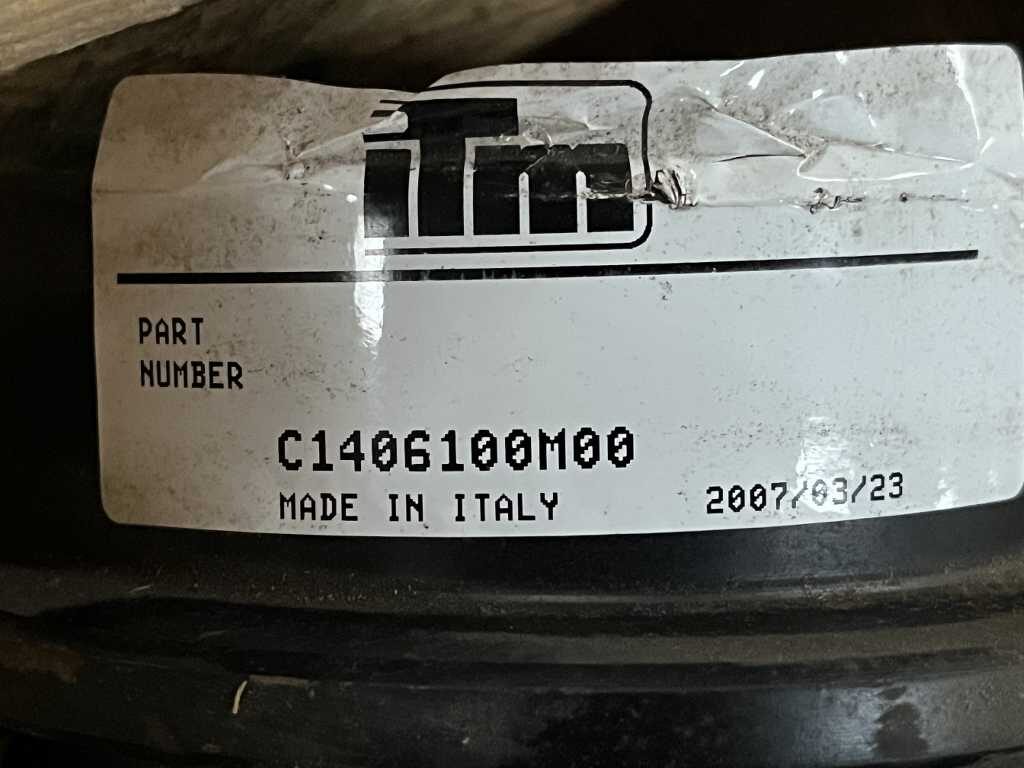 iTm
PART
NUMBER
C1406100M00
MADE IN ITALY 2007/03/23